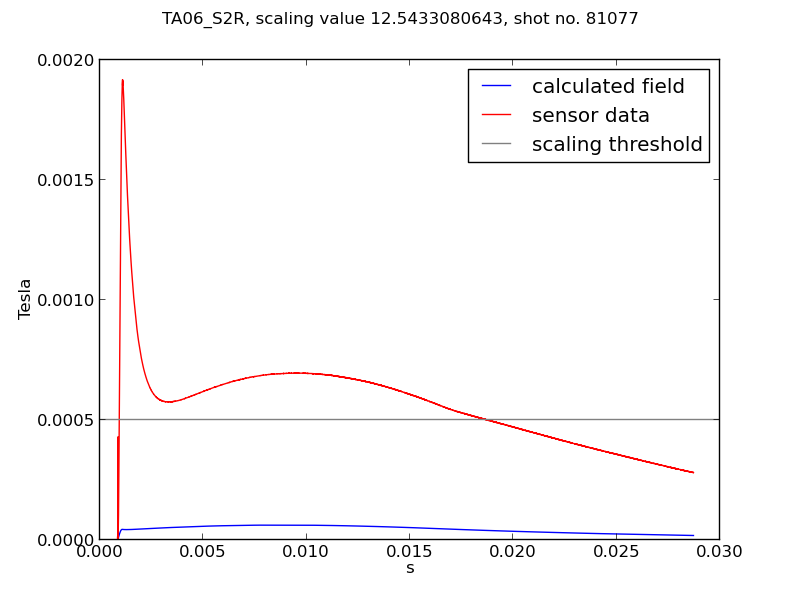 TA06_S2R, scaling value 12.5433080643, shot no. 81077
calculated field
sensor data
scaling threshold
Tesla
0.0020
0.0015
0.0010
0.0005
0.0000
0.000
0.005
0.010
0.015
0.020
0.025
0.030
s